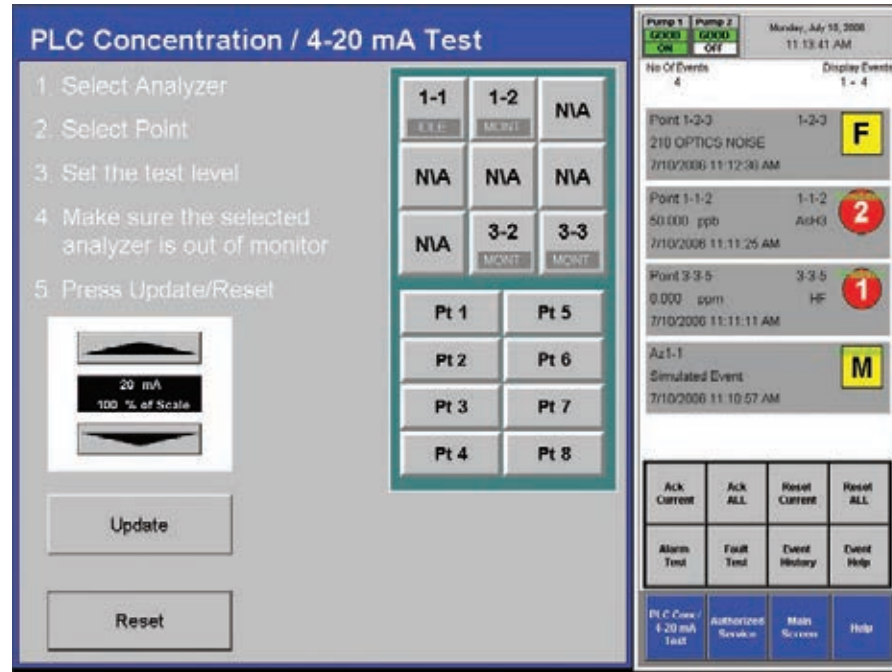 PLC Concentration / 4-20 mA Test
1. Select Analyzer
2. Select Point
3. Set the test level
4. Make sure the selected
analyzer is out of monitor
5. Press Update/Reset
20 mA
100 % of Scale
Update
Reset
1-1
IDLE
1-2
MONT
N\A
N\A
N\A
N\A
N\A
3-2
MONT
3-3
MONT
Pt 1
Pt 5
Pt 2
Pt 6
Pt 3
Pt 7
Pt 4
Pt 8
Pump 1
GOOD
ON
Pump 2
GOOD
OFF
Monday, July 10, 2006
11:13:41 AM
No Of Events
4
Display Events
1 - 4
Point 1-2-3 1-2-3
210 OPTICS NOISE
7/10/2006 11:12:36 AM
F
Point 1-1-2 1-1-2
50.000 ppb AsH3
7/10/2006 11:11:25 AM
2
Point 3-3-5 3-3-5
0.000 ppm HF
7/10/2006 11:11:11 AM
1
Az1-1
Simulated Event
7/10/2006 11:10:57 AM
M
Ack Current
Ack ALL
Reset Current
Reset ALL
Alarm Test
Fault Test
Event History
Event Help
PLC Conc/ 4-20 mA Test
Authorized Service
Main Screen
Help